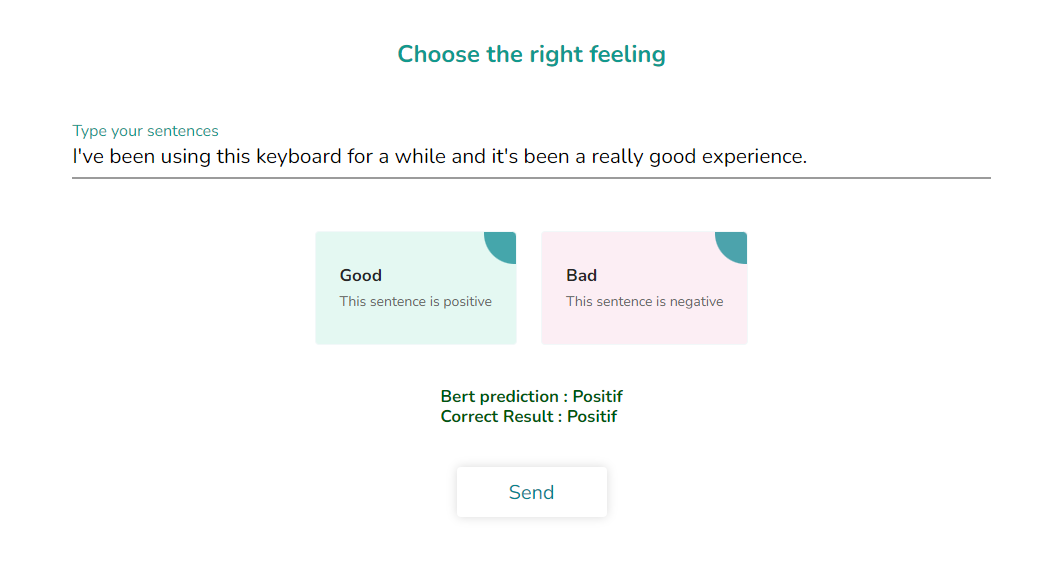 Choose the right feeling
Type your sentences
I've been using this keyboard for a while and it's been a really good experience.
Good
This sentence is positive
Bad
This sentence is negative
Bert prediction : Positif
Correct Result : Positif
Send